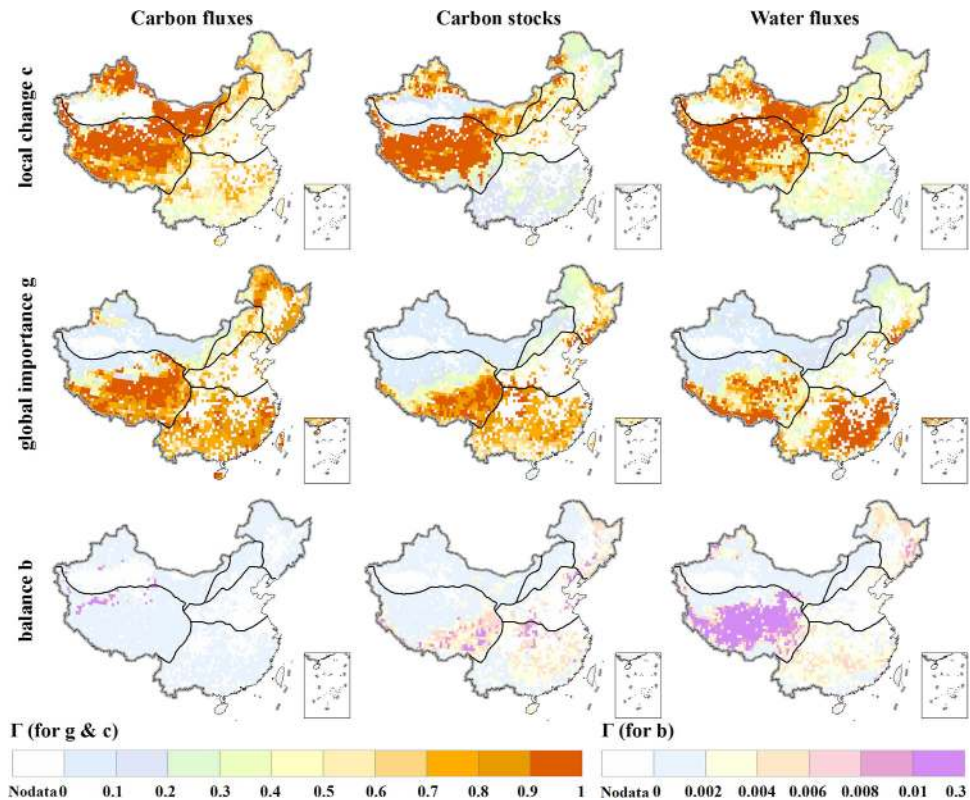 Carbon fluxes Carbon stocks Water fluxes
local change c
global importance g
balance b
Γ (for g & c) Γ (for b)
Nodata 0 0.1 0.2 0.3 0.4 0.5 0.6 0.7 0.8 0.9 1 Nodata 0 0.002 0.004 0.006 0.008 0.01 0.3